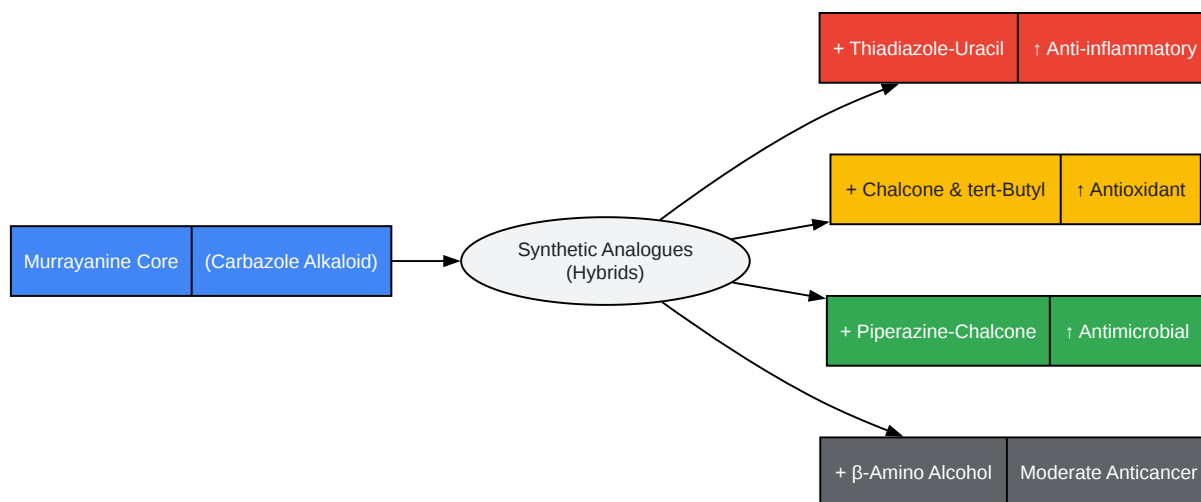 + Thiadiazole-Uracil
↑ Anti-inflammatory
+ Chalcone & tert-Butyl
↑ Antioxidant
Murrayanine Core
(Carbazole Alkaloid)
Synthetic Analogues
(Hybrids)
+ Piperazine-Chalcone
↑ Antimicrobial
+ β-Amino Alcohol
Moderate Anticancer